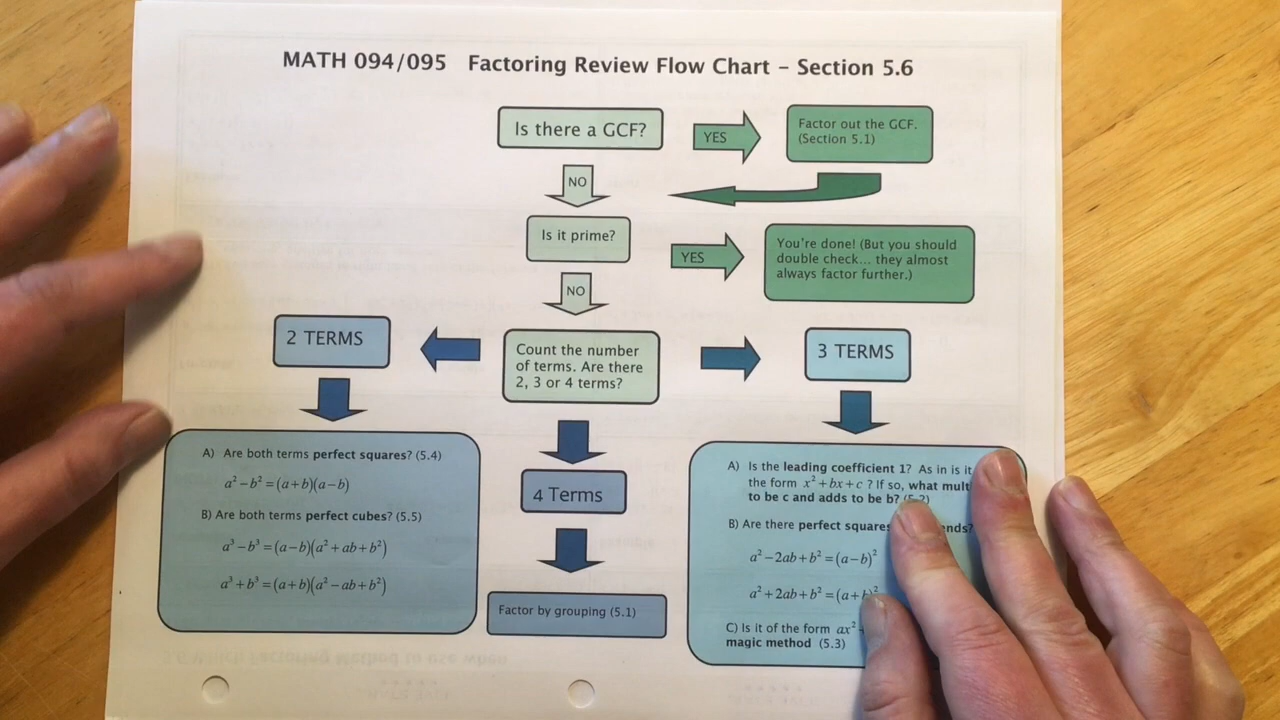 MATH 094/095 Factoring Review Flow Chart – Section 5.6
Is there a GCF?
YES
Factor out the GCF.
(Section 5.1)
NO
Is it prime?
YES
You're done! (But you should
double check... they almost
always factor further.)
NO
2 TERMS
Count the number
of terms. Are there
2, 3 or 4 terms?
3 TERMS
A) Are both terms perfect squares? (5.4)
a² – b² = (a+b)(a–b)
B) Are both terms perfect cubes? (5.5)
a³ – b³ = (a–b)(a² + ab + b²)
a³ + b³ = (a+b)(a² – ab + b²)
4 Terms
Factor by grouping (5.1)
A) Is the leading coefficient 1? As in is it
the form x² + bx + c ? If so, what
to be c and adds to be b?
B) Are there perfect squares
a² – 2ab + b² = (a–b)²
a² + 2ab + b² = (a+
C) Is it of the form ax²
magic method (5.3)